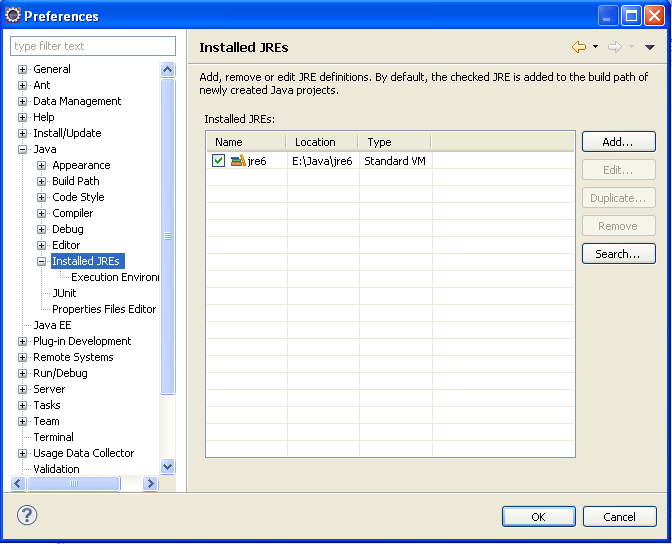 Preferences
type filter text
General
Ant
Data Management
Help
Install/Update
Java
Appearance
Build Path
Code Style
Compiler
Debug
Editor
Installed JREs
Execution Environ
JUnit
Properties Files Editor
Java EE
Plug-in Development
Remote Systems
Run/Debug
Server
Tasks
Team
Terminal
Usage Data Collector
Validation
Installed JREs
Add, remove or edit JRE definitions. By default, the checked JRE is added to the build path of
newly created Java projects.
Installed JREs:
Name Location Type
jre6 E:\Java\jre6 Standard VM
Add...
Edit...
Duplicate...
Remove
Search...
OK Cancel